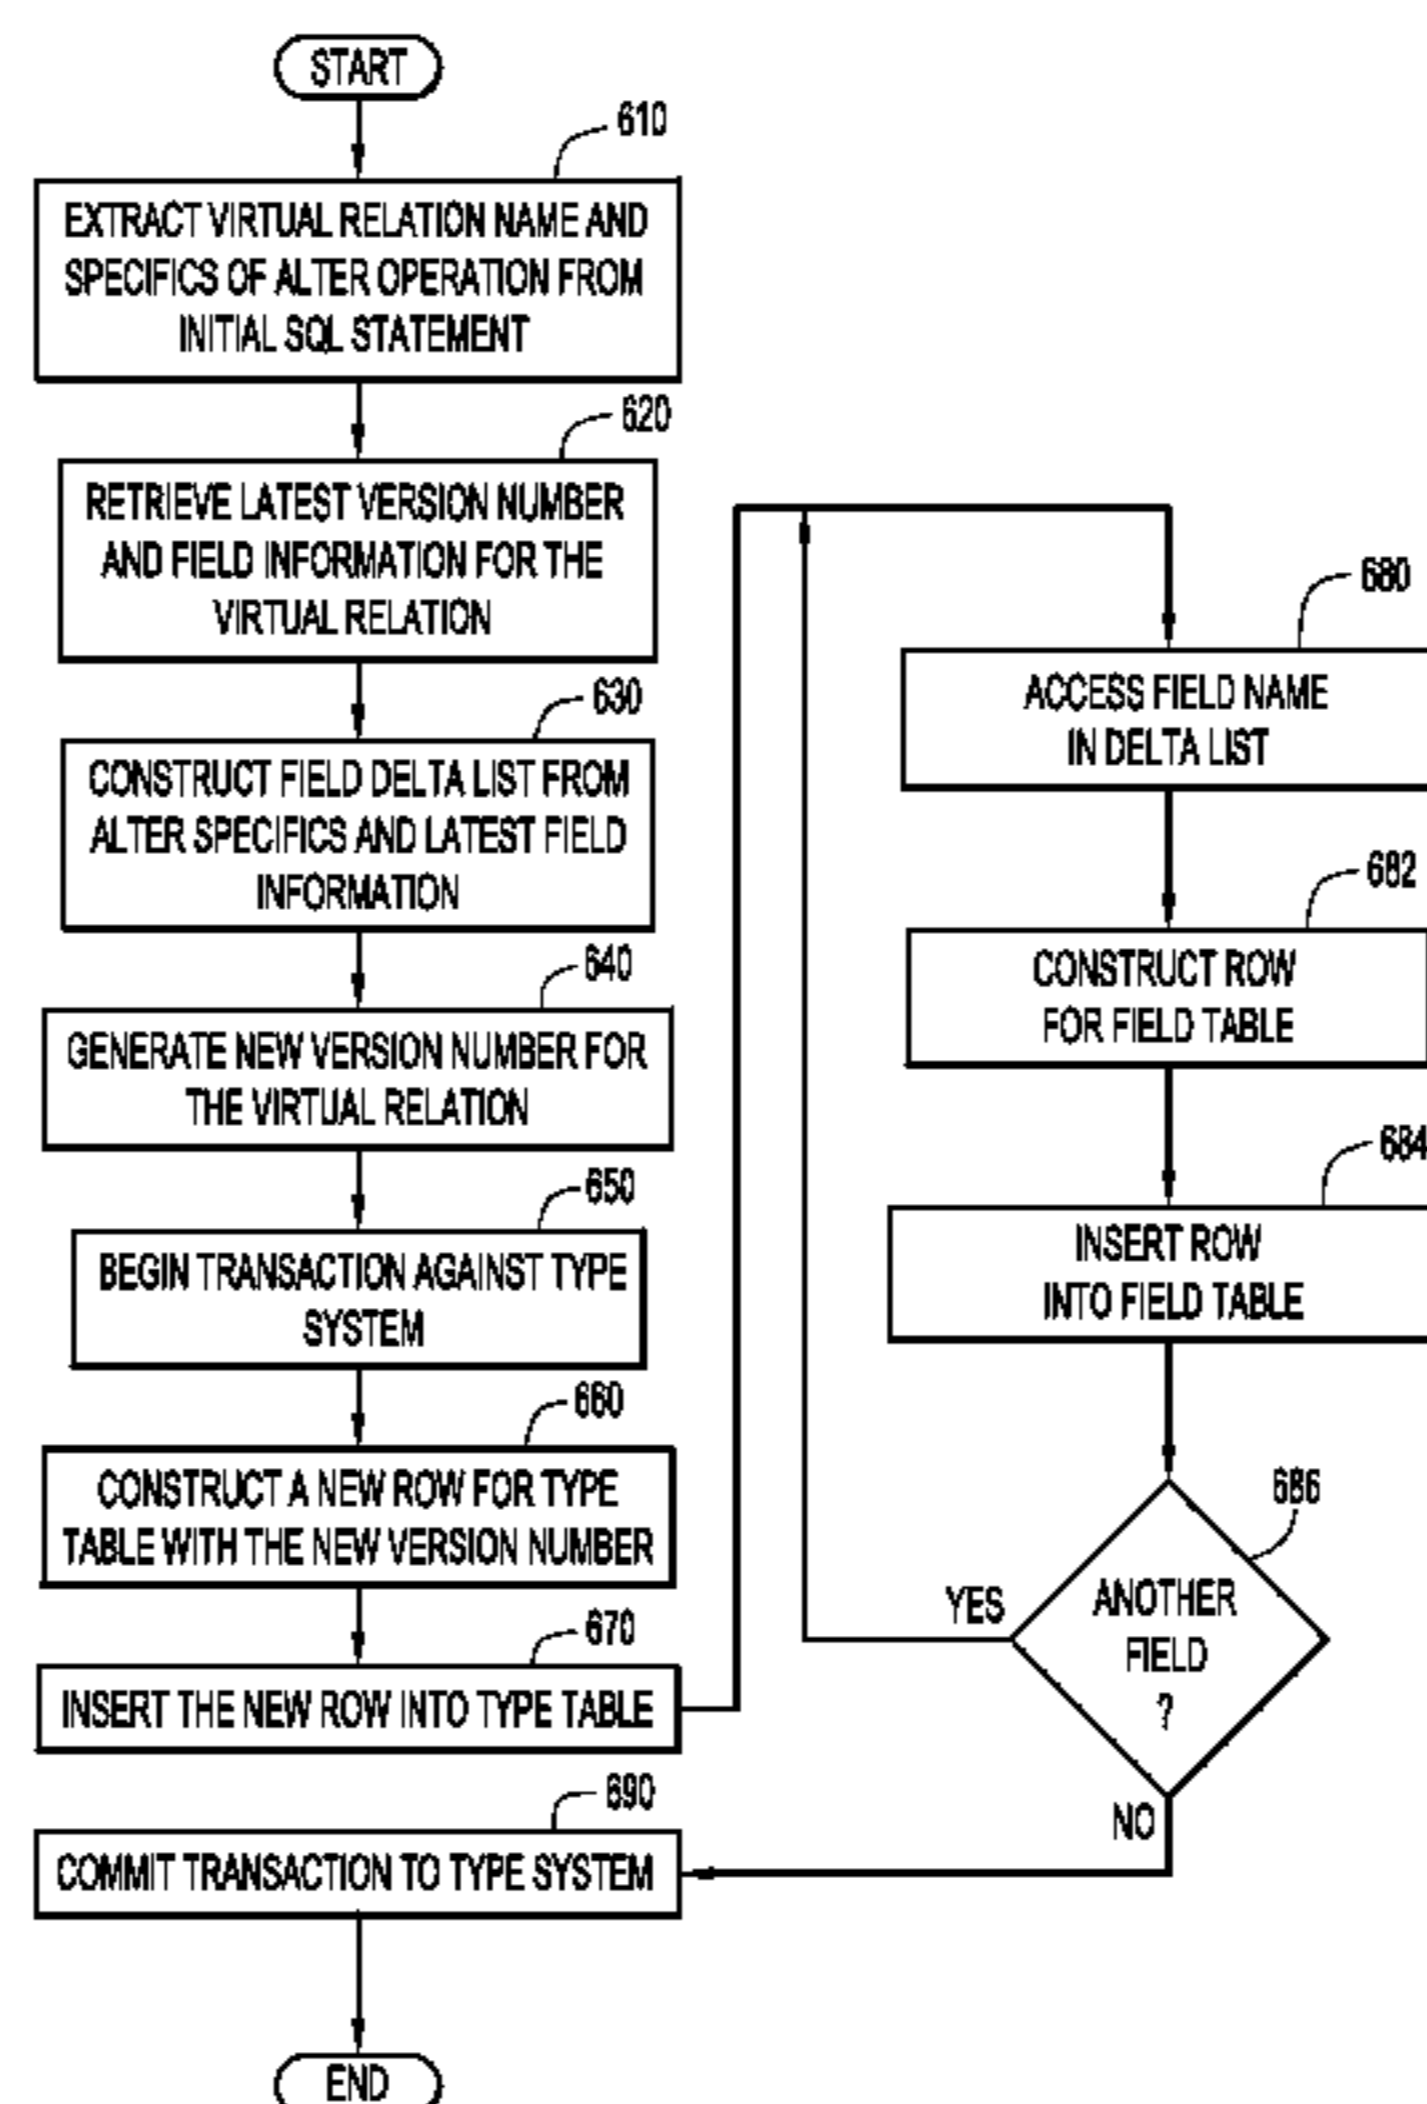 START
610
EXTRACT VIRTUAL RELATION NAME AND
SPECIFICS OF ALTER OPERATION FROM
INITIAL SQL STATEMENT
620
RETRIEVE LATEST VERSION NUMBER
AND FIELD INFORMATION FOR THE
VIRTUAL RELATION
630
CONSTRUCT FIELD DELTA LIST FROM
ALTER SPECIFICS AND LATEST FIELD
INFORMATION
640
GENERATE NEW VERSION NUMBER FOR
THE VIRTUAL RELATION
650
BEGIN TRANSACTION AGAINST TYPE
SYSTEM
660
CONSTRUCT A NEW ROW FOR TYPE
TABLE WITH THE NEW VERSION NUMBER
670
INSERT THE NEW ROW INTO TYPE TABLE
680
ACCESS FIELD NAME
IN DELTA LIST
682
CONSTRUCT ROW
FOR FIELD TABLE
684
INSERT ROW
INTO FIELD TABLE
686
ANOTHER
FIELD
?
YES
NO
690
COMMIT TRANSACTION TO TYPE SYSTEM
END